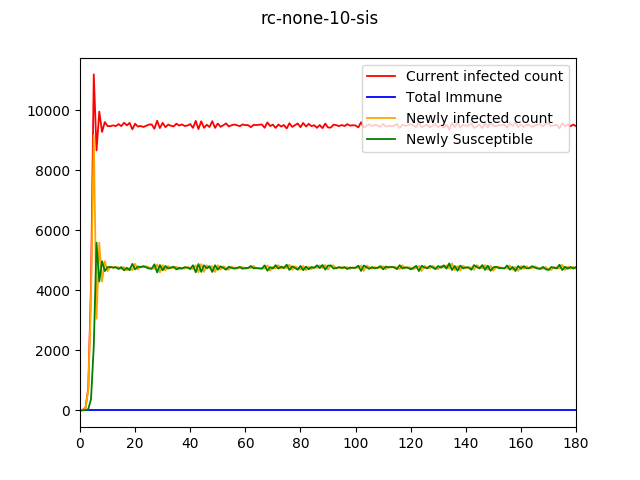 rc-none-10-sis
Current infected count
Total Immune
Newly infected count
Newly Susceptible
10000
8000
6000
4000
2000
0
0 20 40 60 80 100 120 140 160 180